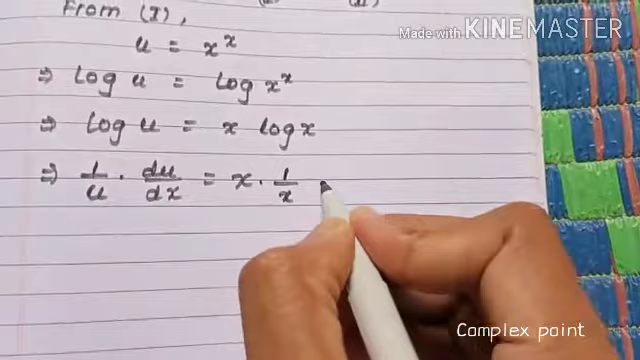 From (I),
Made with KINEMASTER
u = x^x
⇒ log u = log x^x
⇒ log u = x log x
⇒ 1/u · du/dx = x · 1/x
Complex point